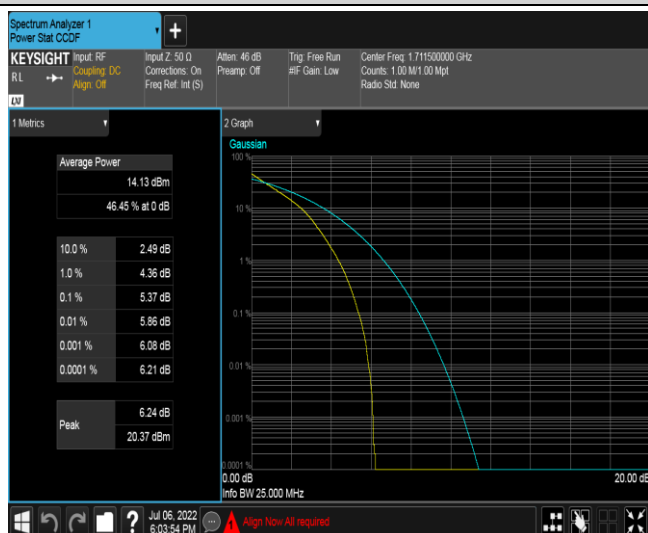 Spectrum Analyzer 1
Power Stat CCDF
+
KEYSIGHT
RL
LXI
Input: RF
Coupling: DC
Align: Off
Input Z: 50 Ω
Corrections: On
Freq Ref: Int (S)
Atten: 46 dB
Preamp: Off
Trig: Free Run
#IF Gain: Low
Center Freq: 1.711500000 GHz
Counts: 1.00 M/1.00 Mpt
Radio Std: None
1 Metrics
Average Power
14.13 dBm
46.45 % at 0 dB
10.0 % 2.49 dB
1.0 % 4.36 dB
0.1 % 5.37 dB
0.01 % 5.86 dB
0.001 % 6.08 dB
0.0001 % 6.21 dB
Peak
6.24 dB
20.37 dBm
2 Graph
Gaussian
100 %
10 %
1 %
0.1 %
0.01 %
0.001 %
0.0001 %
0.00 dB 20.00 dB
Info BW 25.000 MHz
?
Jul 06, 2022
6:03:54 PM
Align Now All required